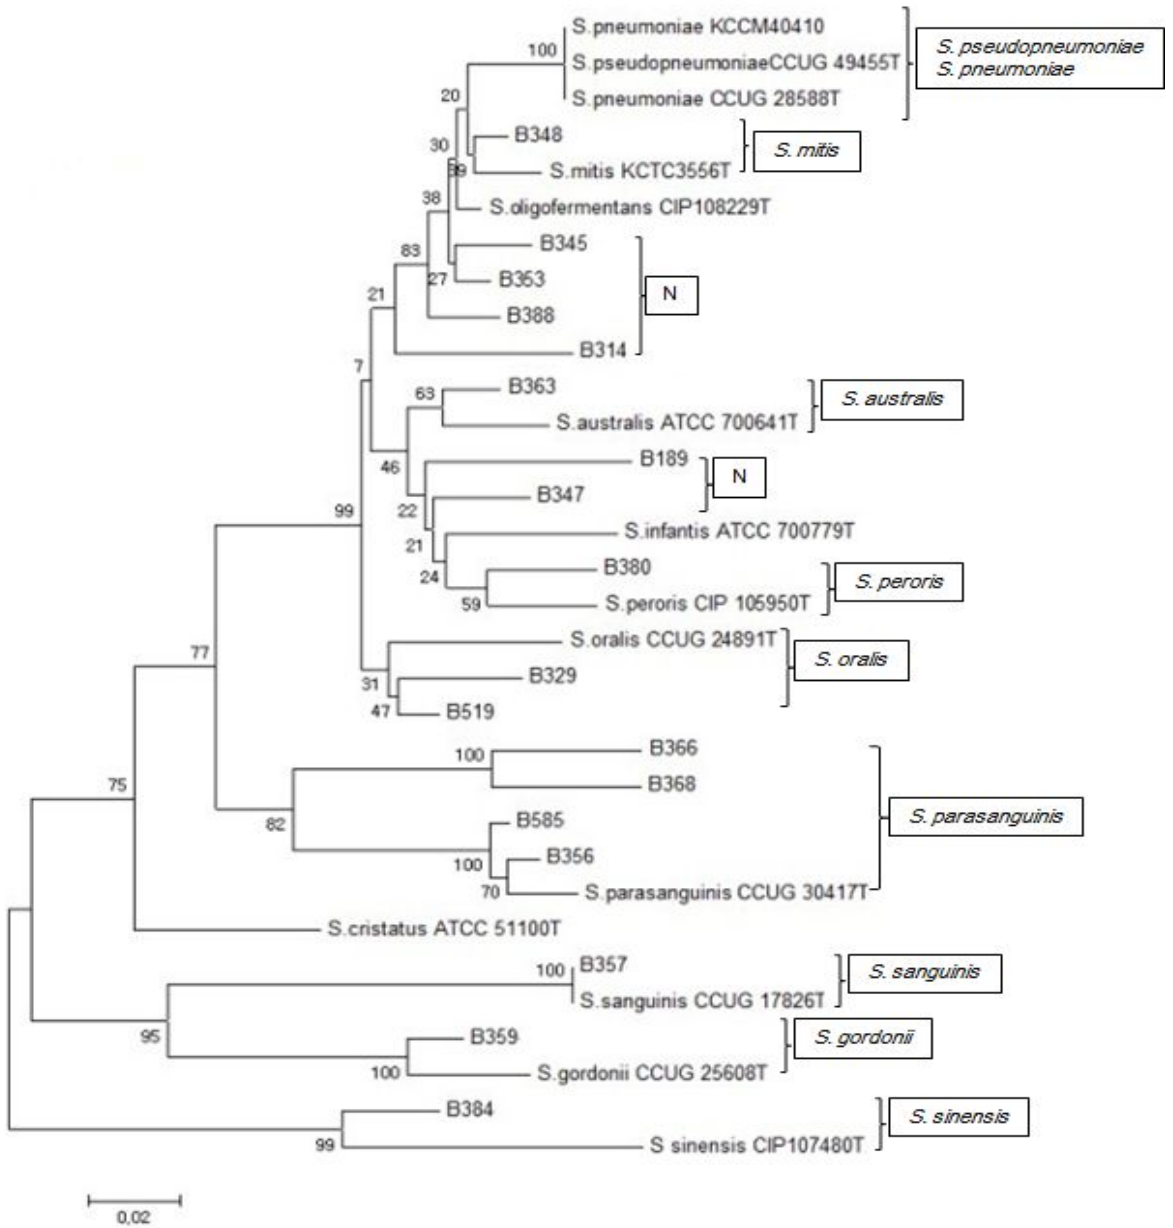 S.pneumoniae KCCM40410
100
S.pseudopneumoniaeCCUG 49455T
S. pseudopneumoniae
S. pneumoniae
S.pneumoniae CCUG 28588T
20
B348
30
S. mitis
39
S.mitis KCTC3556T
38
S.oligofermentans CIP108229T
83
B345
27
B353
21
N
B388
B314
7
63
B363
S. australis
S.australis ATCC 700641T
46
B189
N
22
B347
99
21
S.infantis ATCC 700779T
24
B380
S. peroris
59
S.peroris CIP 105950T
S.oralis CCUG 24891T
77
S. oralis
31
B329
47
B519
100
B366
75
B368
82
S. parasanguinis
B585
100
B356
70
S.parasanguinis CCUG 30417T
S.cristatus ATCC 51100T
100
B357
S. sanguinis
S.sanguinis CCUG 17826T
95
B359
S. gordonii
100
S.gordonii CCUG 25608T
B384
S. sinensis
99
S sinensis CIP107480T
0,02